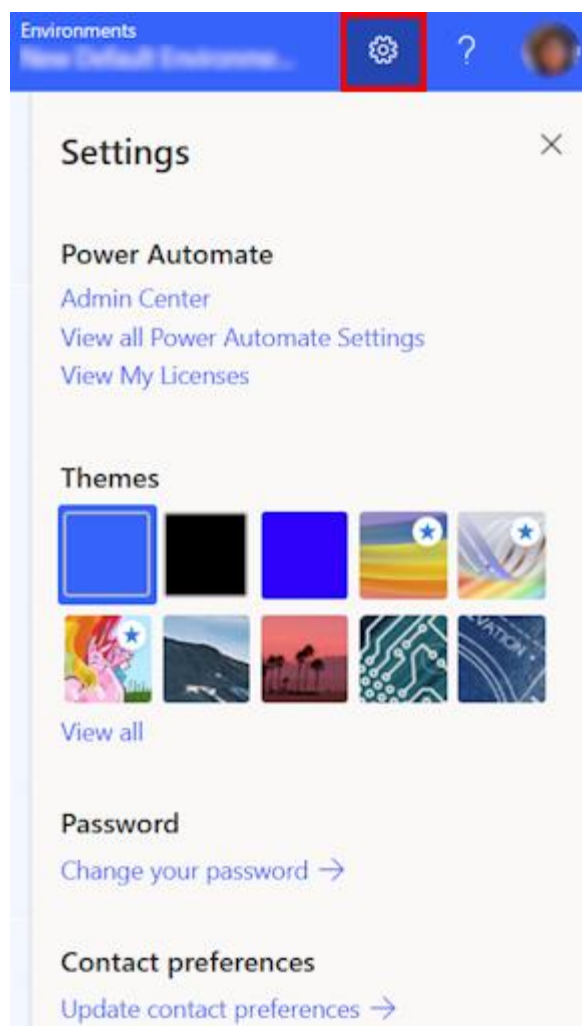 Environments
Settings
Power Automate
Admin Center
View all Power Automate Settings
View My Licenses
Themes
View all
Password
Change your password →
Contact preferences
Update contact preferences →